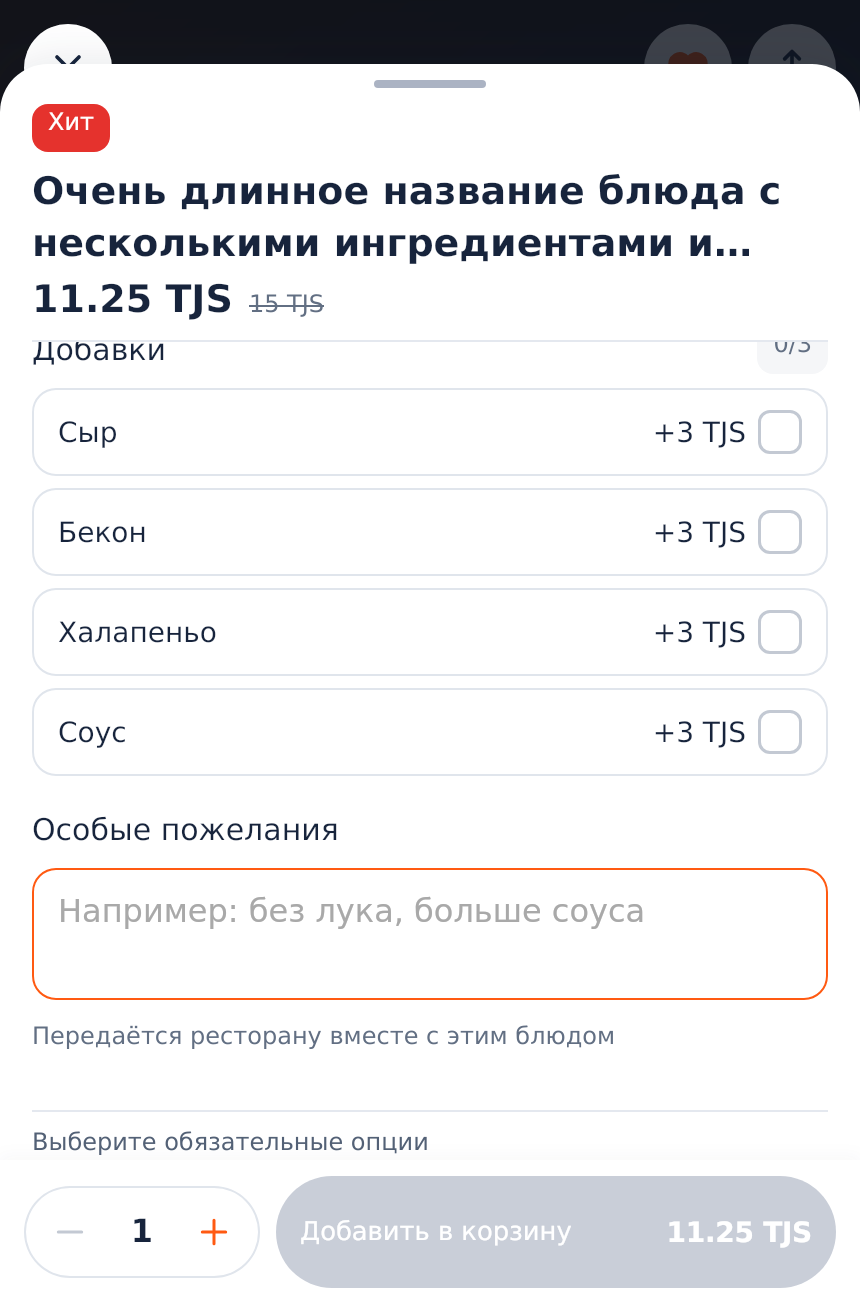 Хит
Очень длинное название блюда с
несколькими ингредиентами и...
11.25 TJS 15 TJS
Добавки 0/3
Сыр +3 TJS
Бекон +3 TJS
Халапеньо +3 TJS
Соус +3 TJS
Особые пожелания
Например: без лука, больше соуса
Передаётся ресторану вместе с этим блюдом
Выберите обязательные опции
1 Добавить в корзину 11.25 TJS